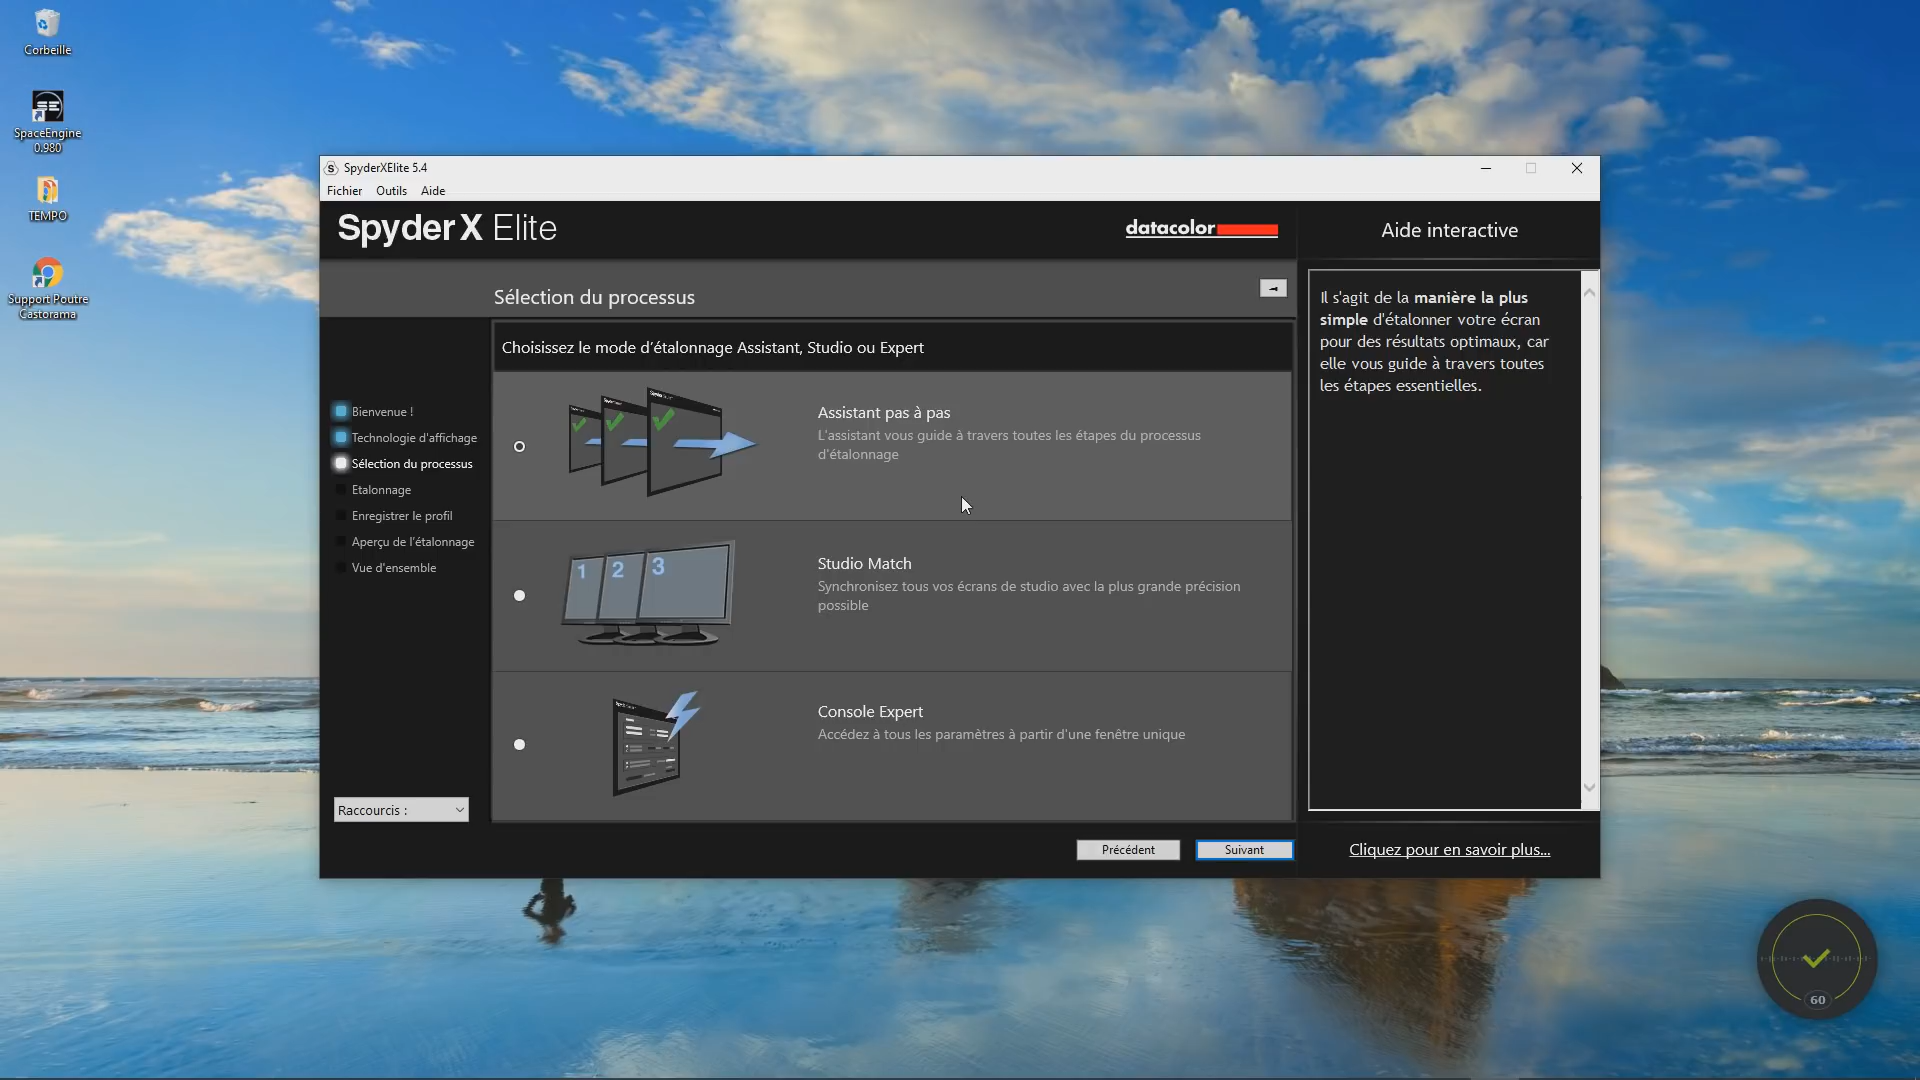 Corbeille
SpaceEngine
0.980
TEMPO
Support Poutre
Castorama
SpyderXElite 5.4
Fichier Outils Aide
Spyder X Elite
datacolor
Aide interactive
Sélection du processus
Choisissez le mode d'étalonnage Assistant, Studio ou Expert
Bienvenue !
Technologie d'affichage
Sélection du processus
Etalonnage
Enregistrer le profil
Aperçu de l'étalonnage
Vue d'ensemble
Raccourcis :
Assistant pas à pas
L'assistant vous guide à travers toutes les étapes du processus
d'étalonnage
1 2 3
Studio Match
Synchronisez tous vos écrans de studio avec la plus grande précision
possible
Console Expert
Accédez à tous les paramètres à partir d'une fenêtre unique
Précédent
Suivant
Il s'agit de la manière la plus
simple d'étalonner votre écran
pour des résultats optimaux, car
elle vous guide à travers toutes
les étapes essentielles.
Cliquez pour en savoir plus...
60